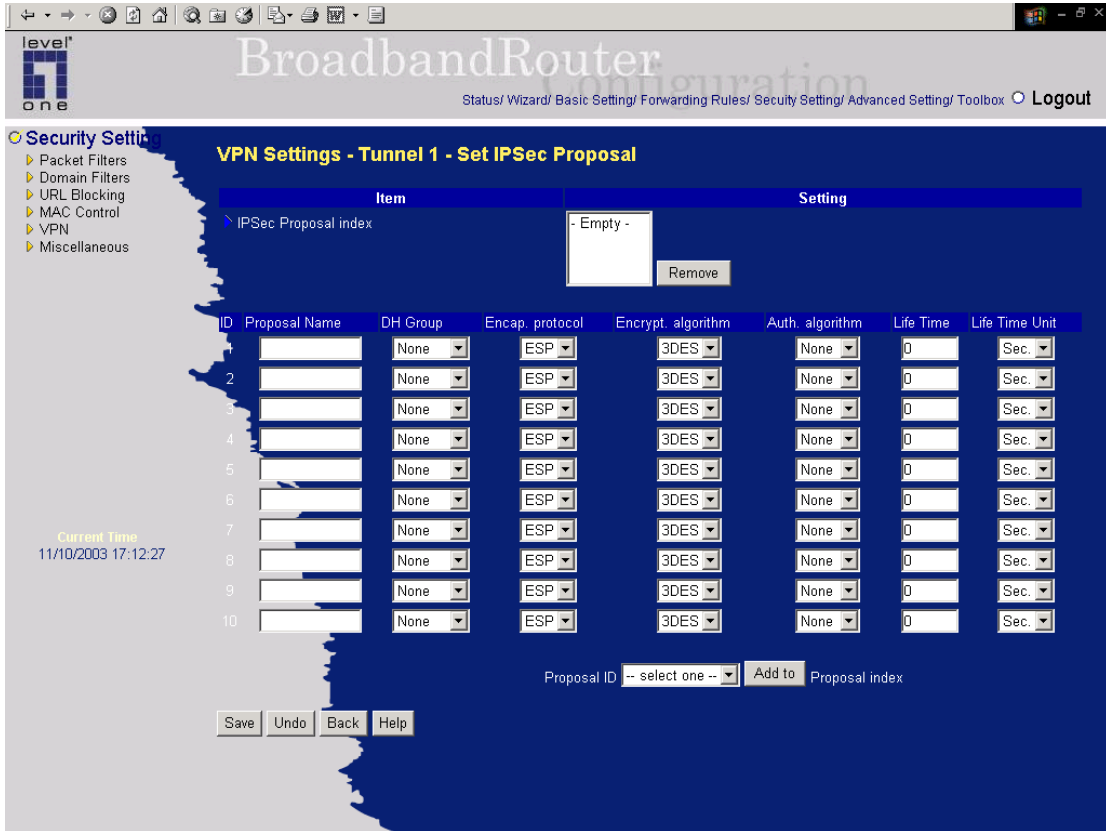 level one
BroadbandRouter
Configuration
Status/ Wizard/ Basic Setting/ Forwarding Rules/ Secuity Setting/ Advanced Setting/ Toolbox Logout
Security Setting
Packet Filters
Domain Filters
URL Blocking
MAC Control
VPN
Miscellaneous
Current Time
11/10/2003 17:12:27
VPN Settings - Tunnel 1 - Set IPSec Proposal
Item Setting
IPSec Proposal index - Empty - Remove
ID Proposal Name DH Group Encap. protocol Encrypt. algorithm Auth. algorithm Life Time Life Time Unit
1 None ESP 3DES None 0 Sec.
2 None ESP 3DES None 0 Sec.
3 None ESP 3DES None 0 Sec.
4 None ESP 3DES None 0 Sec.
5 None ESP 3DES None 0 Sec.
6 None ESP 3DES None 0 Sec.
7 None ESP 3DES None 0 Sec.
8 None ESP 3DES None 0 Sec.
9 None ESP 3DES None 0 Sec.
10 None ESP 3DES None 0 Sec.
Proposal ID -- select one -- Add to Proposal index
Save Undo Back Help